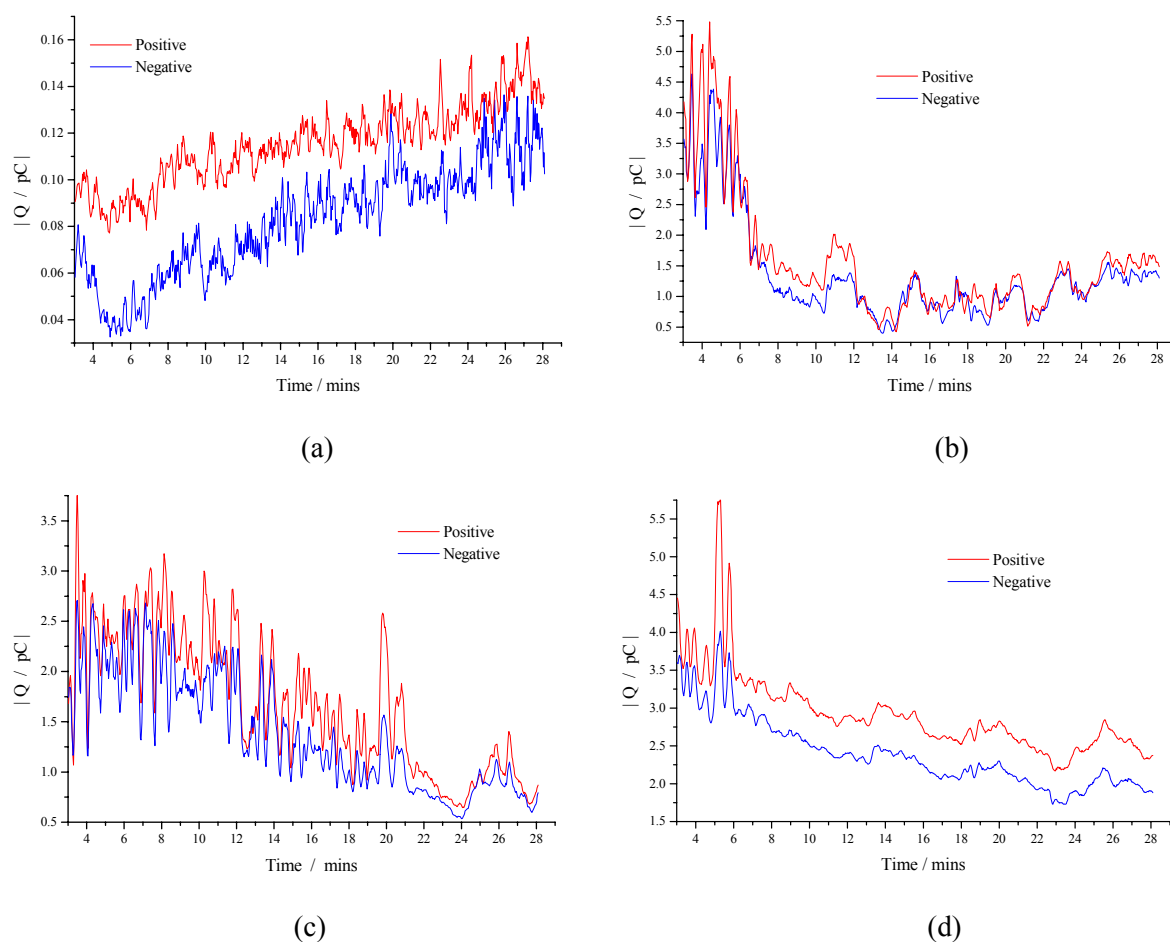 0.16
0.14
0.12
0.10
0.08
0.06
0.04
| Q / pC |
Positive
Negative
4 6 8 10 12 14 16 18 20 22 24 26 28
Time / mins
(a)
5.5
5.0
4.5
4.0
3.5
3.0
2.5
2.0
1.5
1.0
0.5
| Q / pC |
Positive
Negative
4 6 8 10 12 14 16 18 20 22 24 26 28
Time / mins
(b)
3.5
3.0
2.5
2.0
1.5
1.0
0.5
| Q / pC |
Positive
Negative
4 6 8 10 12 14 16 18 20 22 24 26 28
Time / mins
(c)
5.5
5.0
4.5
4.0
3.5
3.0
2.5
2.0
1.5
| Q / pC |
Positive
Negative
4 6 8 10 12 14 16 18 20 22 24 26 28
Time / mins
(d)